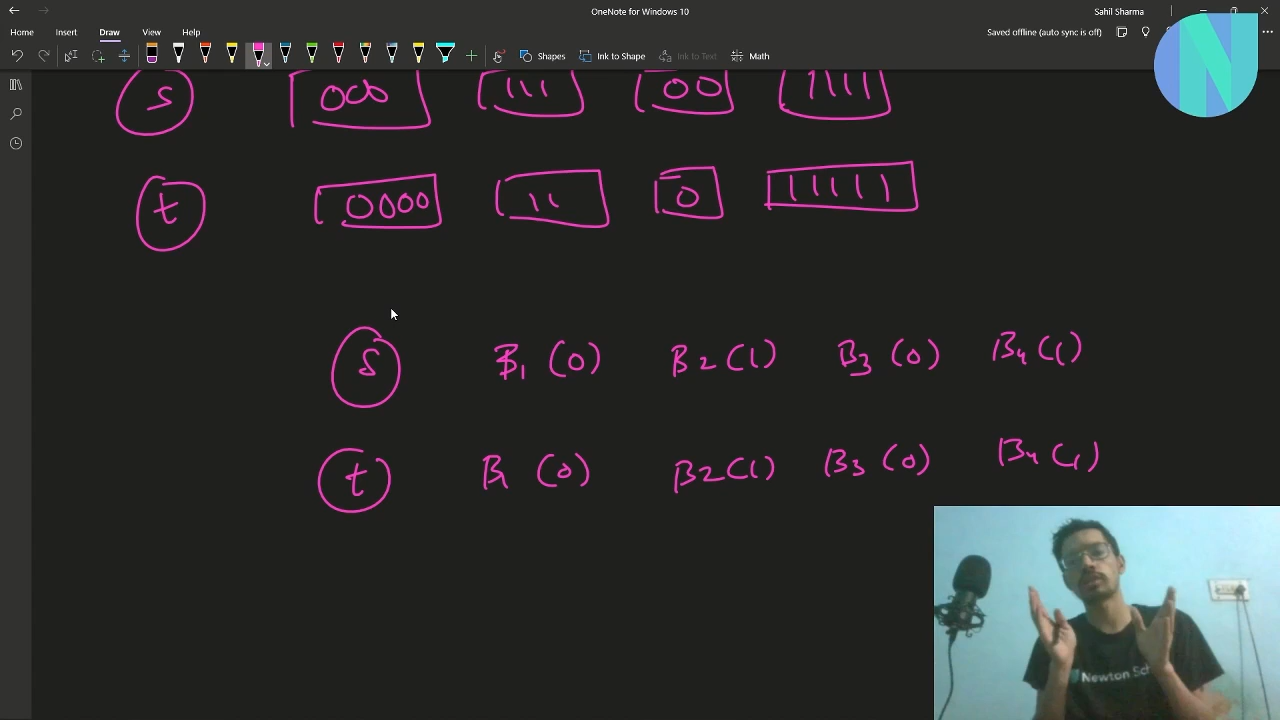 OneNote for Windows 10
Sahil Sharma
Home Insert Draw View Help
Saved offline (auto sync is off)
Shapes Ink to Shape Ink to Text Math
S 000 111 00 1111
t 0000 11 0 11111
S B1 (0) B2 (1) B3 (0) B4 (1)
t B1 (0) B2 (1) B3 (0) B4 (1)
Newton Sc